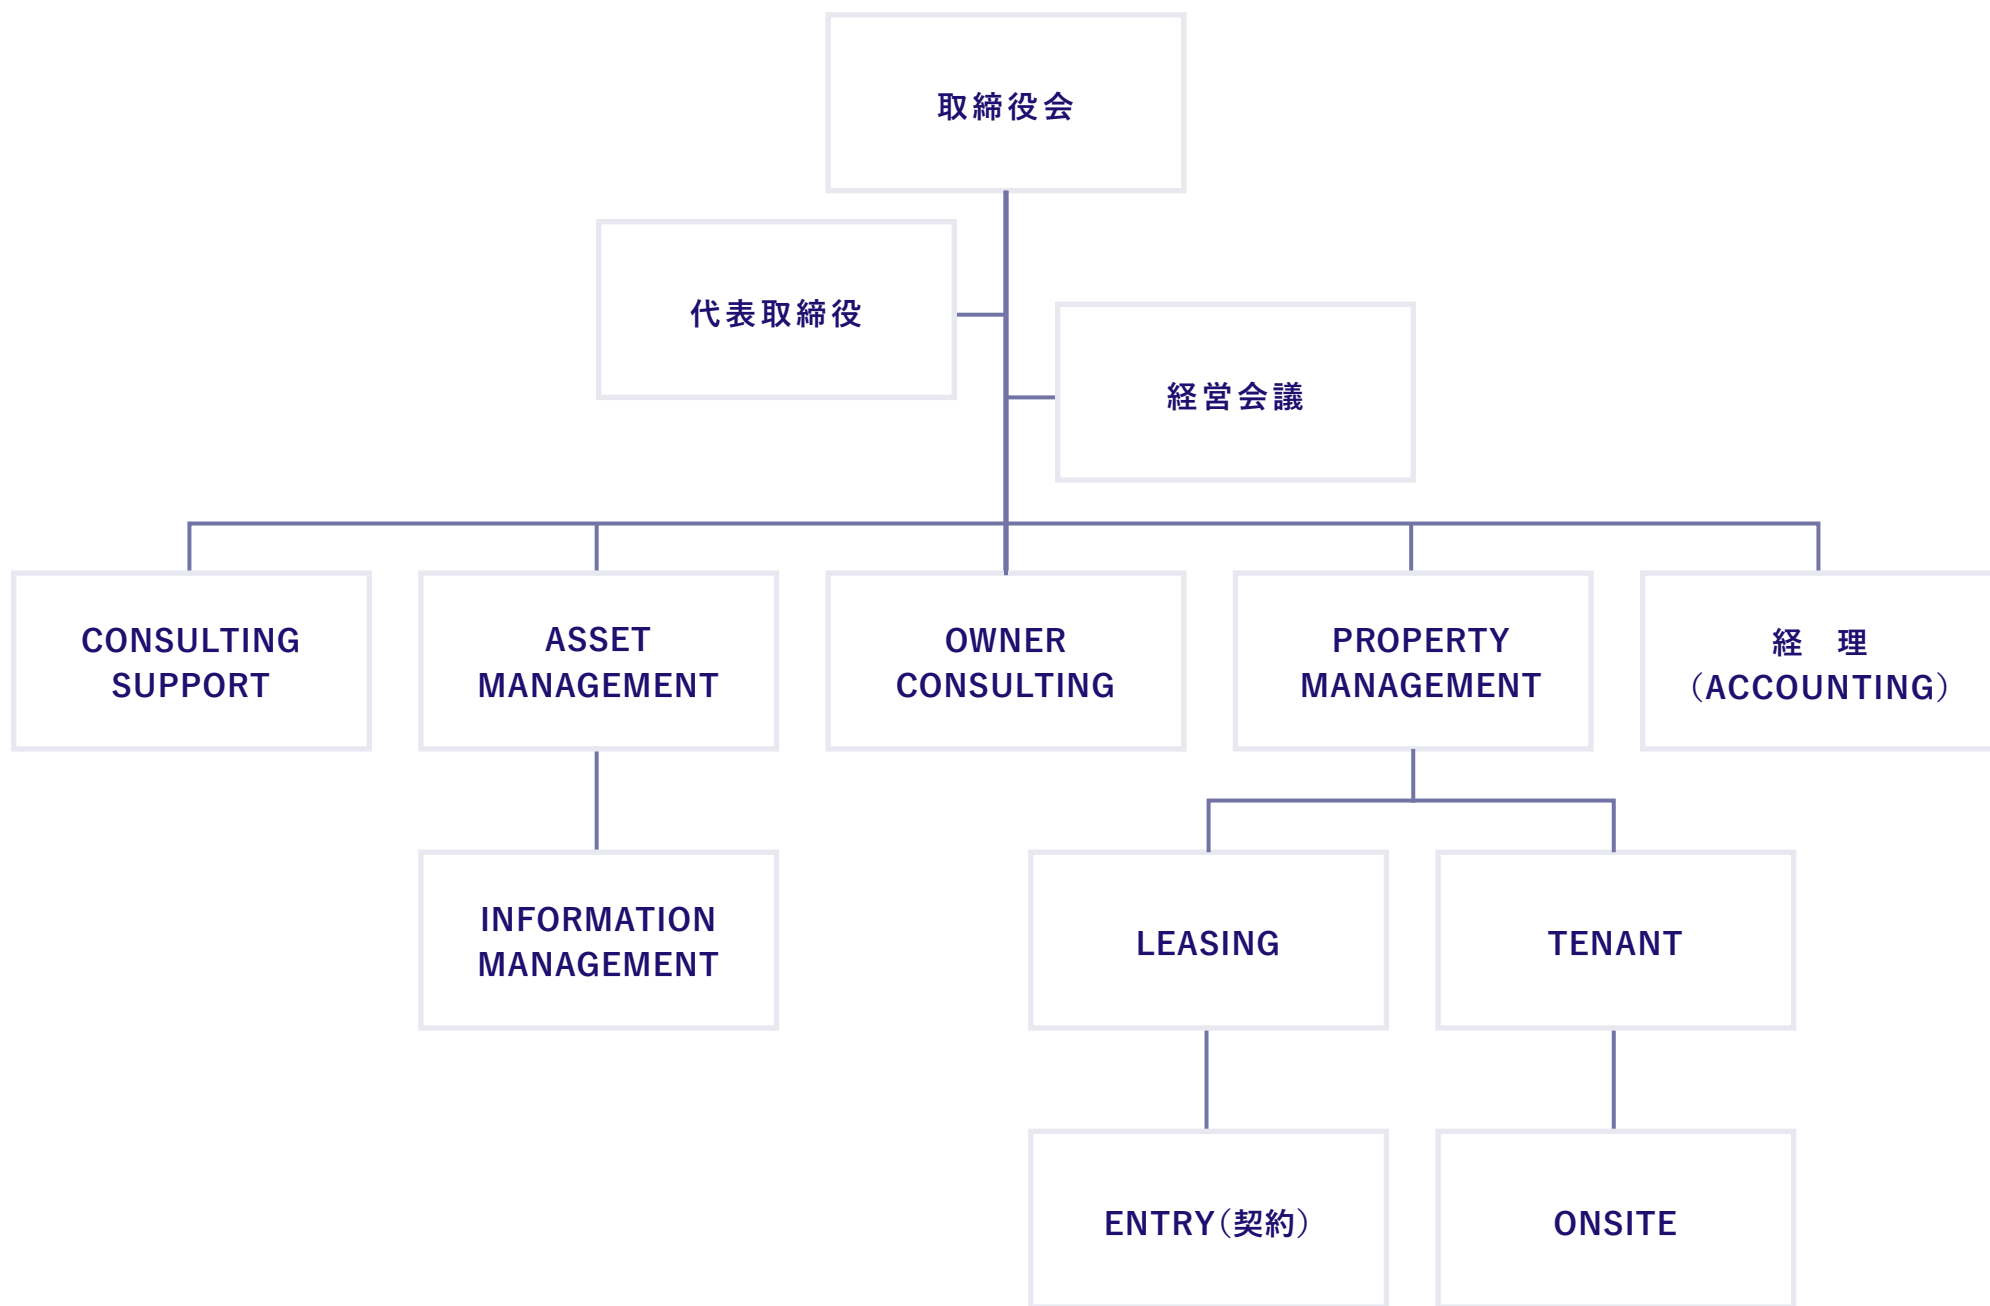 取締役会
代表取締役
経営会議
CONSULTING
SUPPORT
ASSET
MANAGEMENT
OWNER
CONSULTING
PROPERTY
MANAGEMENT
経　理
（ACCOUNTING）
INFORMATION
MANAGEMENT
LEASING
TENANT
ENTRY（契約）
ONSITE